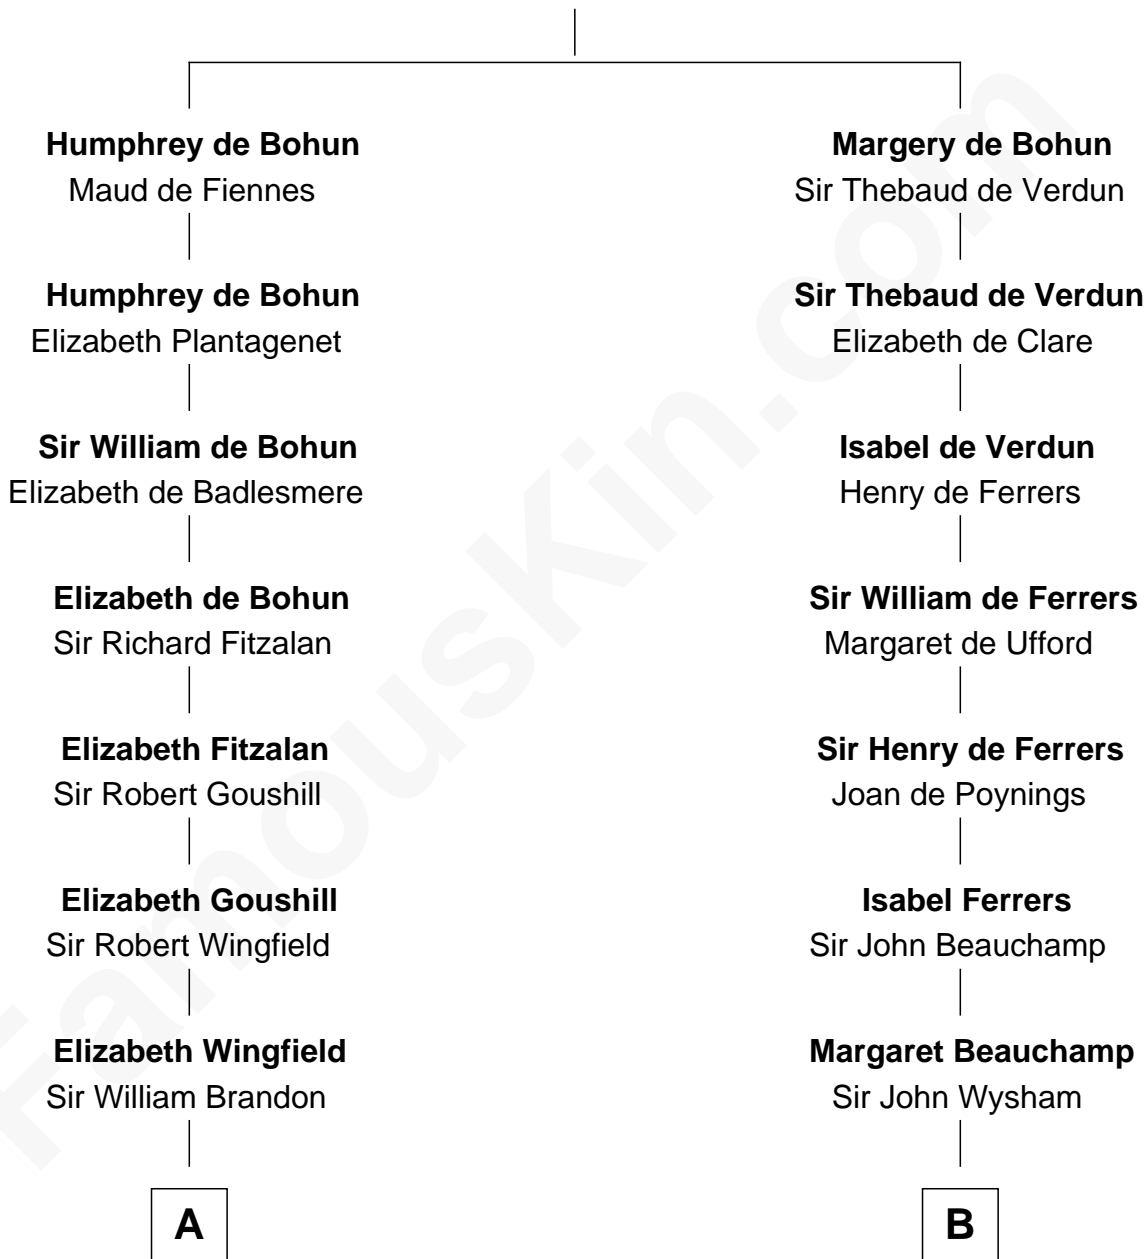 Humphrey de Bohun
Maud de Fiennes
Humphrey de Bohun
Elizabeth Plantagenet
Sir William de Bohun
Elizabeth de Badlesmere
Elizabeth de Bohun
Sir Richard Fitzalan
Elizabeth Fitzalan
Sir Robert Goushill
Elizabeth Goushill
Sir Robert Wingfield
Elizabeth Wingfield
Sir William Brandon
A
Margery de Bohun
Sir Thebaud de Verdun
Sir Thebaud de Verdun
Elizabeth de Clare
Isabel de Verdun
Henry de Ferrers
Sir William de Ferrers
Margaret de Ufford
Sir Henry de Ferrers
Joan de Poynings
Isabel Ferrers
Sir John Beauchamp
Margaret Beauchamp
Sir John Wysham
B
FamousKin.com